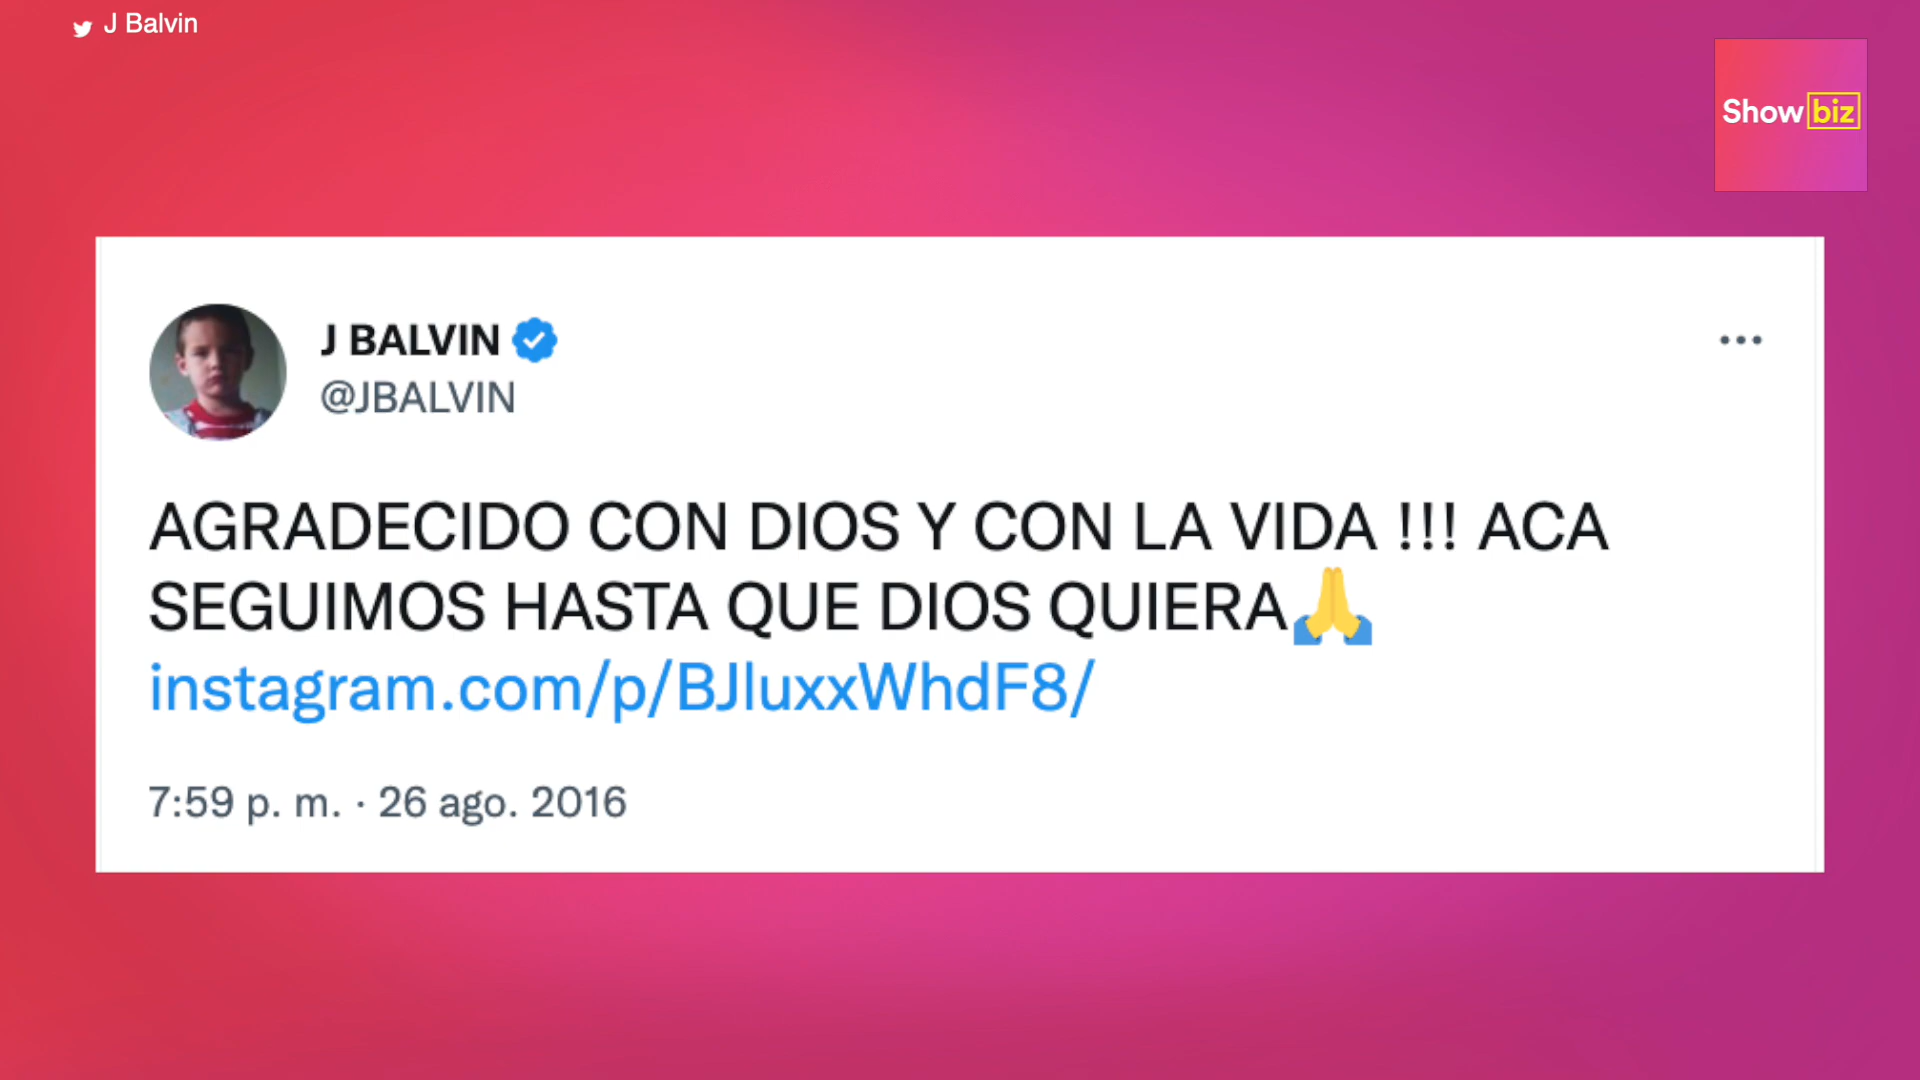 J Balvin
Showbiz
J BALVIN
@JBALVIN
AGRADECIDO CON DIOS Y CON LA VIDA !!! ACA
SEGUIMOS HASTA QUE DIOS QUIERA🙏
instagram.com/p/BJluxxWhdF8/
7:59 p. m. · 26 ago. 2016